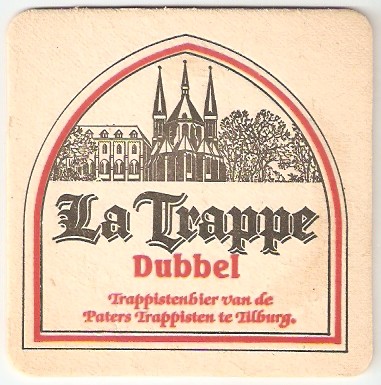 La Trappe
Dubbel
Trappistenbier van de
Paters Trappisten te Tilburg.